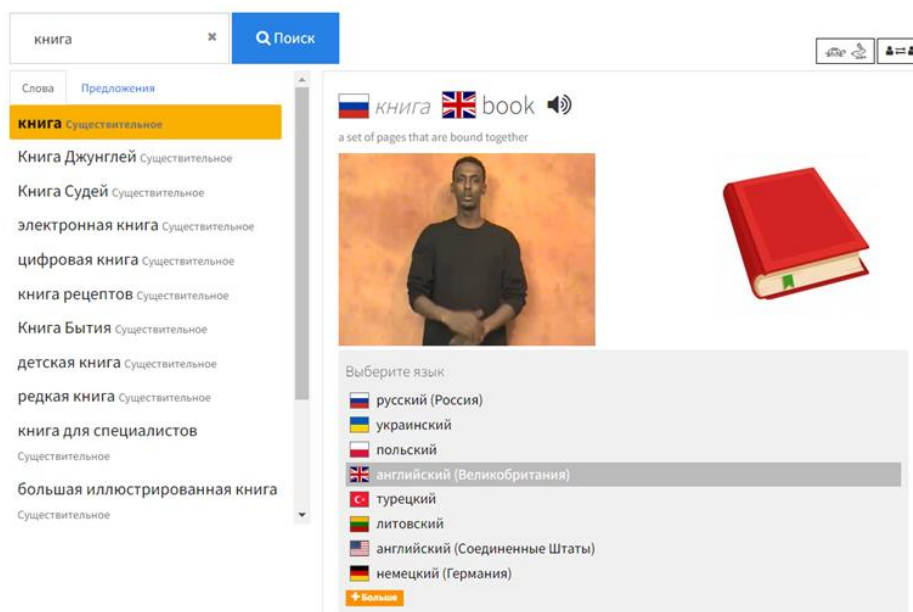 книга ✖
Поиск
Слова Предложения
книга Существительное
Книга Джунглей Существительное
Книга Судей Существительное
электронная книга Существительное
цифровая книга Существительное
книга рецептов Существительное
Книга Бытия Существительное
детская книга Существительное
редкая книга Существительное
книга для специалистов
Существительное
большая иллюстрированная книга
Существительное
книга book
a set of pages that are bound together
Выберите язык
русский (Россия)
украинский
польский
английский (Великобритания)
турецкий
литовский
английский (Соединенные Штаты)
немецкий (Германия)
+ Больше